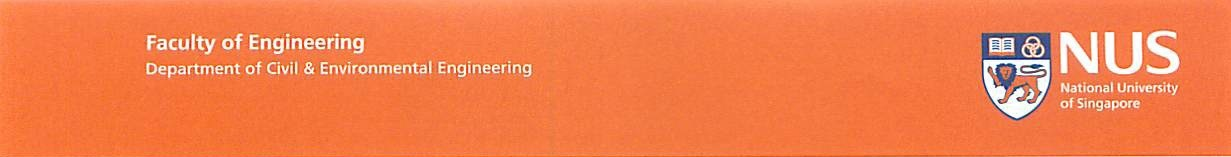 Faculty of Engineering
Department of Civil & Environmental Engineering
NUS
National University
of Singapore